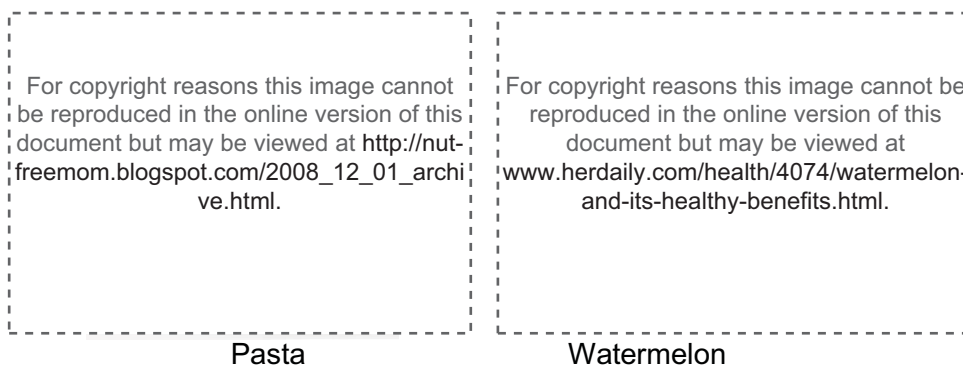 For copyright reasons this image cannot
be reproduced in the online version of this
document but may be viewed at http://nut-
freemom.blogspot.com/2008_12_01_archi
ve.html.
Pasta
For copyright reasons this image cannot be
reproduced in the online version of this
document but may be viewed at
www.herdaily.com/health/4074/watermelon-
and-its-healthy-benefits.html.
Watermelon